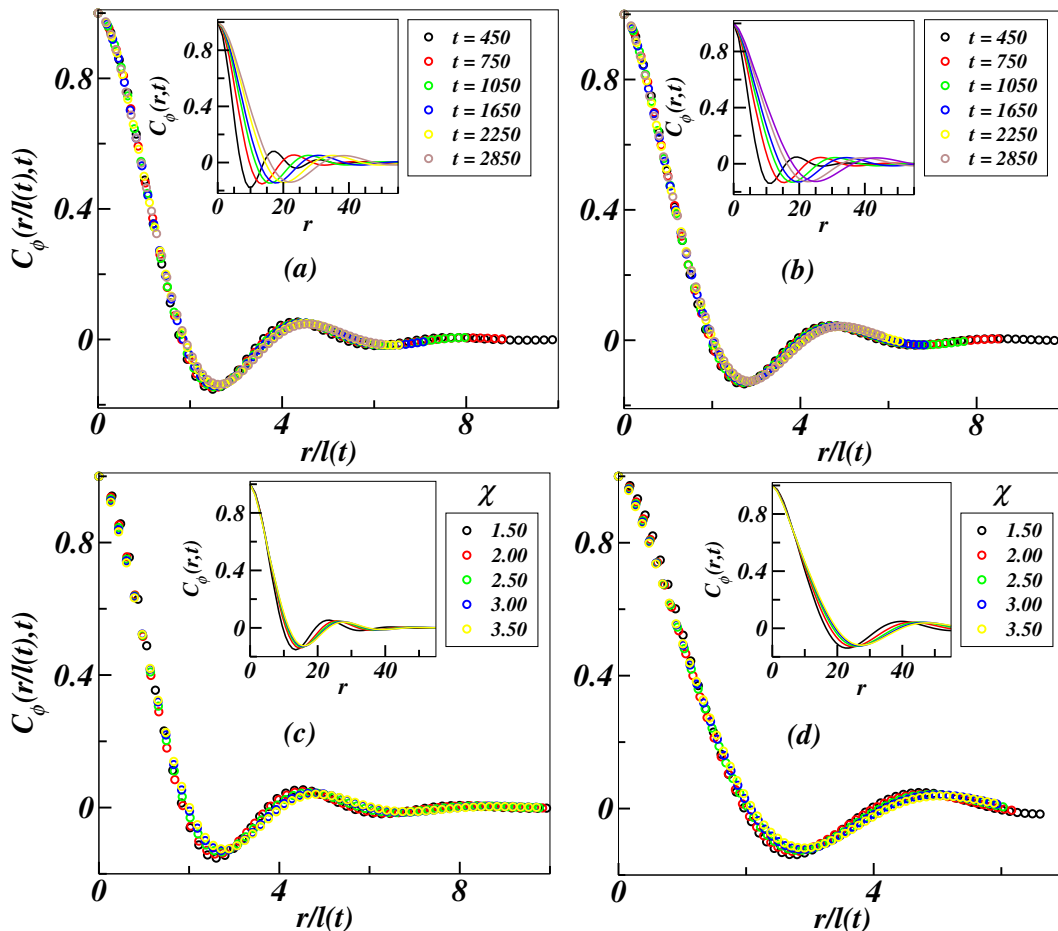 0.8
0.4
0
C_ϕ(r/l(t),t)
0
4
8
r/l(t)
(a)
0.8
0.4
0
C_ϕ(r,t)
0
20
40
r
t = 450
t = 750
t = 1050
t = 1650
t = 2250
t = 2850
0.8
0.4
0
0
4
8
r/l(t)
(b)
0.8
0.4
0
C_ϕ(r,t)
0
20
40
r
t = 450
t = 750
t = 1050
t = 1650
t = 2250
t = 2850
0.8
0.4
0
C_ϕ(r/l(t),t)
0
4
8
r/l(t)
(c)
0.8
0.4
0
C_ϕ(r,t)
0
20
40
r
χ
1.50
2.00
2.50
3.00
3.50
0.8
0.4
0
0
4
r/l(t)
(d)
0.8
0.4
0
C_ϕ(r,t)
0
20
40
r
χ
1.50
2.00
2.50
3.00
3.50